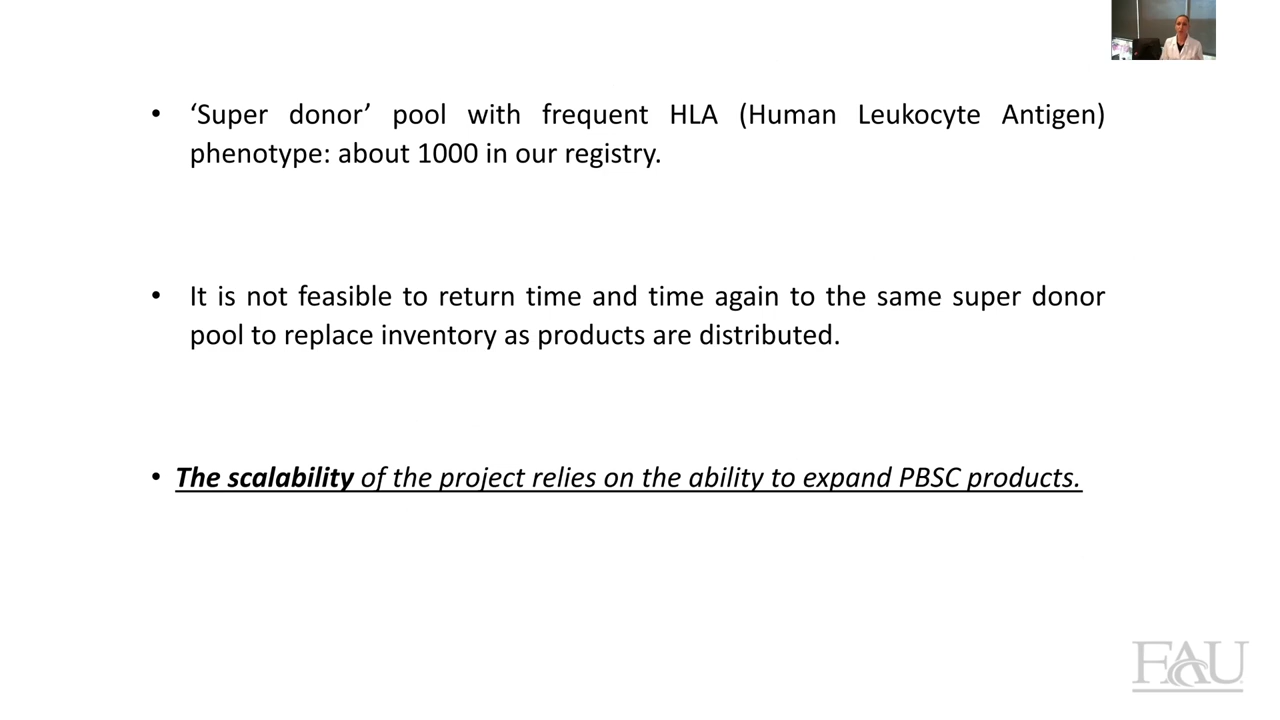 • ‘Super donor’ pool with frequent HLA (Human Leukocyte Antigen)
phenotype: about 1000 in our registry.
• It is not feasible to return time and time again to the same super donor
pool to replace inventory as products are distributed.
• The scalability of the project relies on the ability to expand PBSC products.
FAU